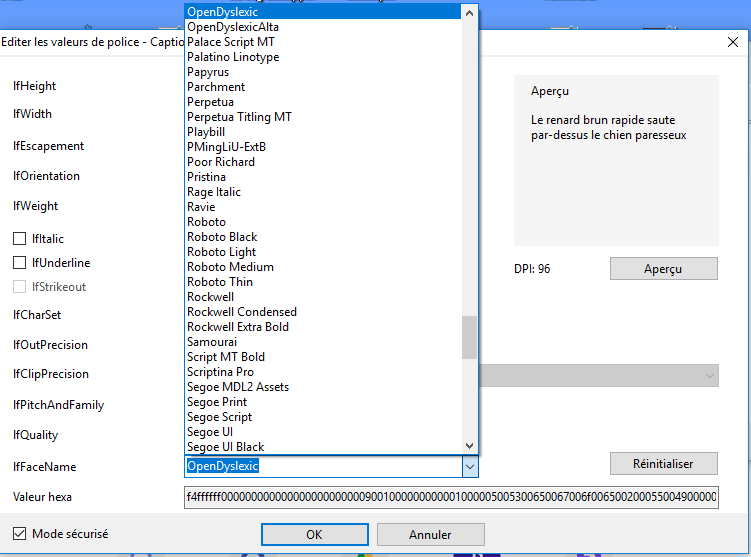 Editer les valeurs de police - Captio
OpenDyslexic
OpenDyslexicAlta
Palace Script MT
Palatino Linotype
Papyrus
Parchment
Perpetua
Perpetua Titling MT
Playbill
PMingLiU-ExtB
Poor Richard
Pristina
Rage Italic
Ravie
Roboto
Roboto Black
Roboto Light
Roboto Medium
Roboto Thin
Rockwell
Rockwell Condensed
Rockwell Extra Bold
Samourai
Script MT Bold
Scriptina Pro
Segoe MDL2 Assets
Segoe Print
Segoe Script
Segoe UI
Segoe UI Black
lfHeight
lfWidth
lfEscapement
lfOrientation
lfWeight
lfItalic
lfUnderline
lfStrikeout
lfCharSet
lfOutPrecision
lfClipPrecision
lfPitchAndFamily
lfQuality
lfFaceName
OpenDyslexic
Aperçu
Le renard brun rapide saute
par-dessus le chien paresseux
DPI: 96
Aperçu
Réinitialiser
Valeur hexa
f4ffffff0000000000000000000000009001000000000001000005005300650067006f0065002000550049000000
Mode sécurisé
OK
Annuler